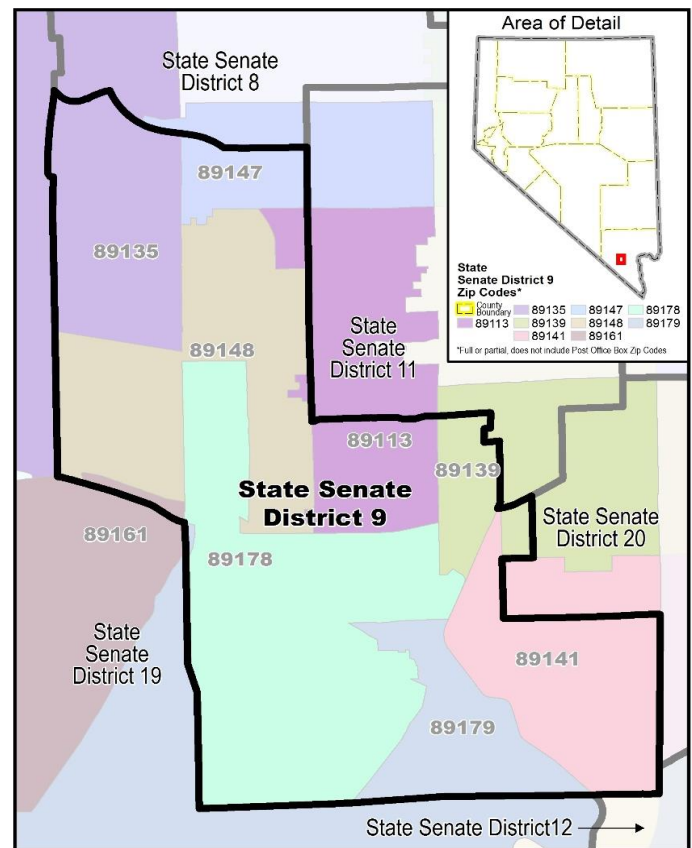 State Senate
District 8
Area of Detail
89147
89135
State
Senate District 9
Zip Codes*
County
Boundary
89135
89147
89178
89113
89139
89148
89179
89141
89161
*Full or partial, does not include Post Office Box Zip Codes
State
Senate
District 11
89148
89113
89139
State Senate
District 9
State Senate
District 20
89161
89178
State
Senate
District 19
89141
89179
State Senate District12